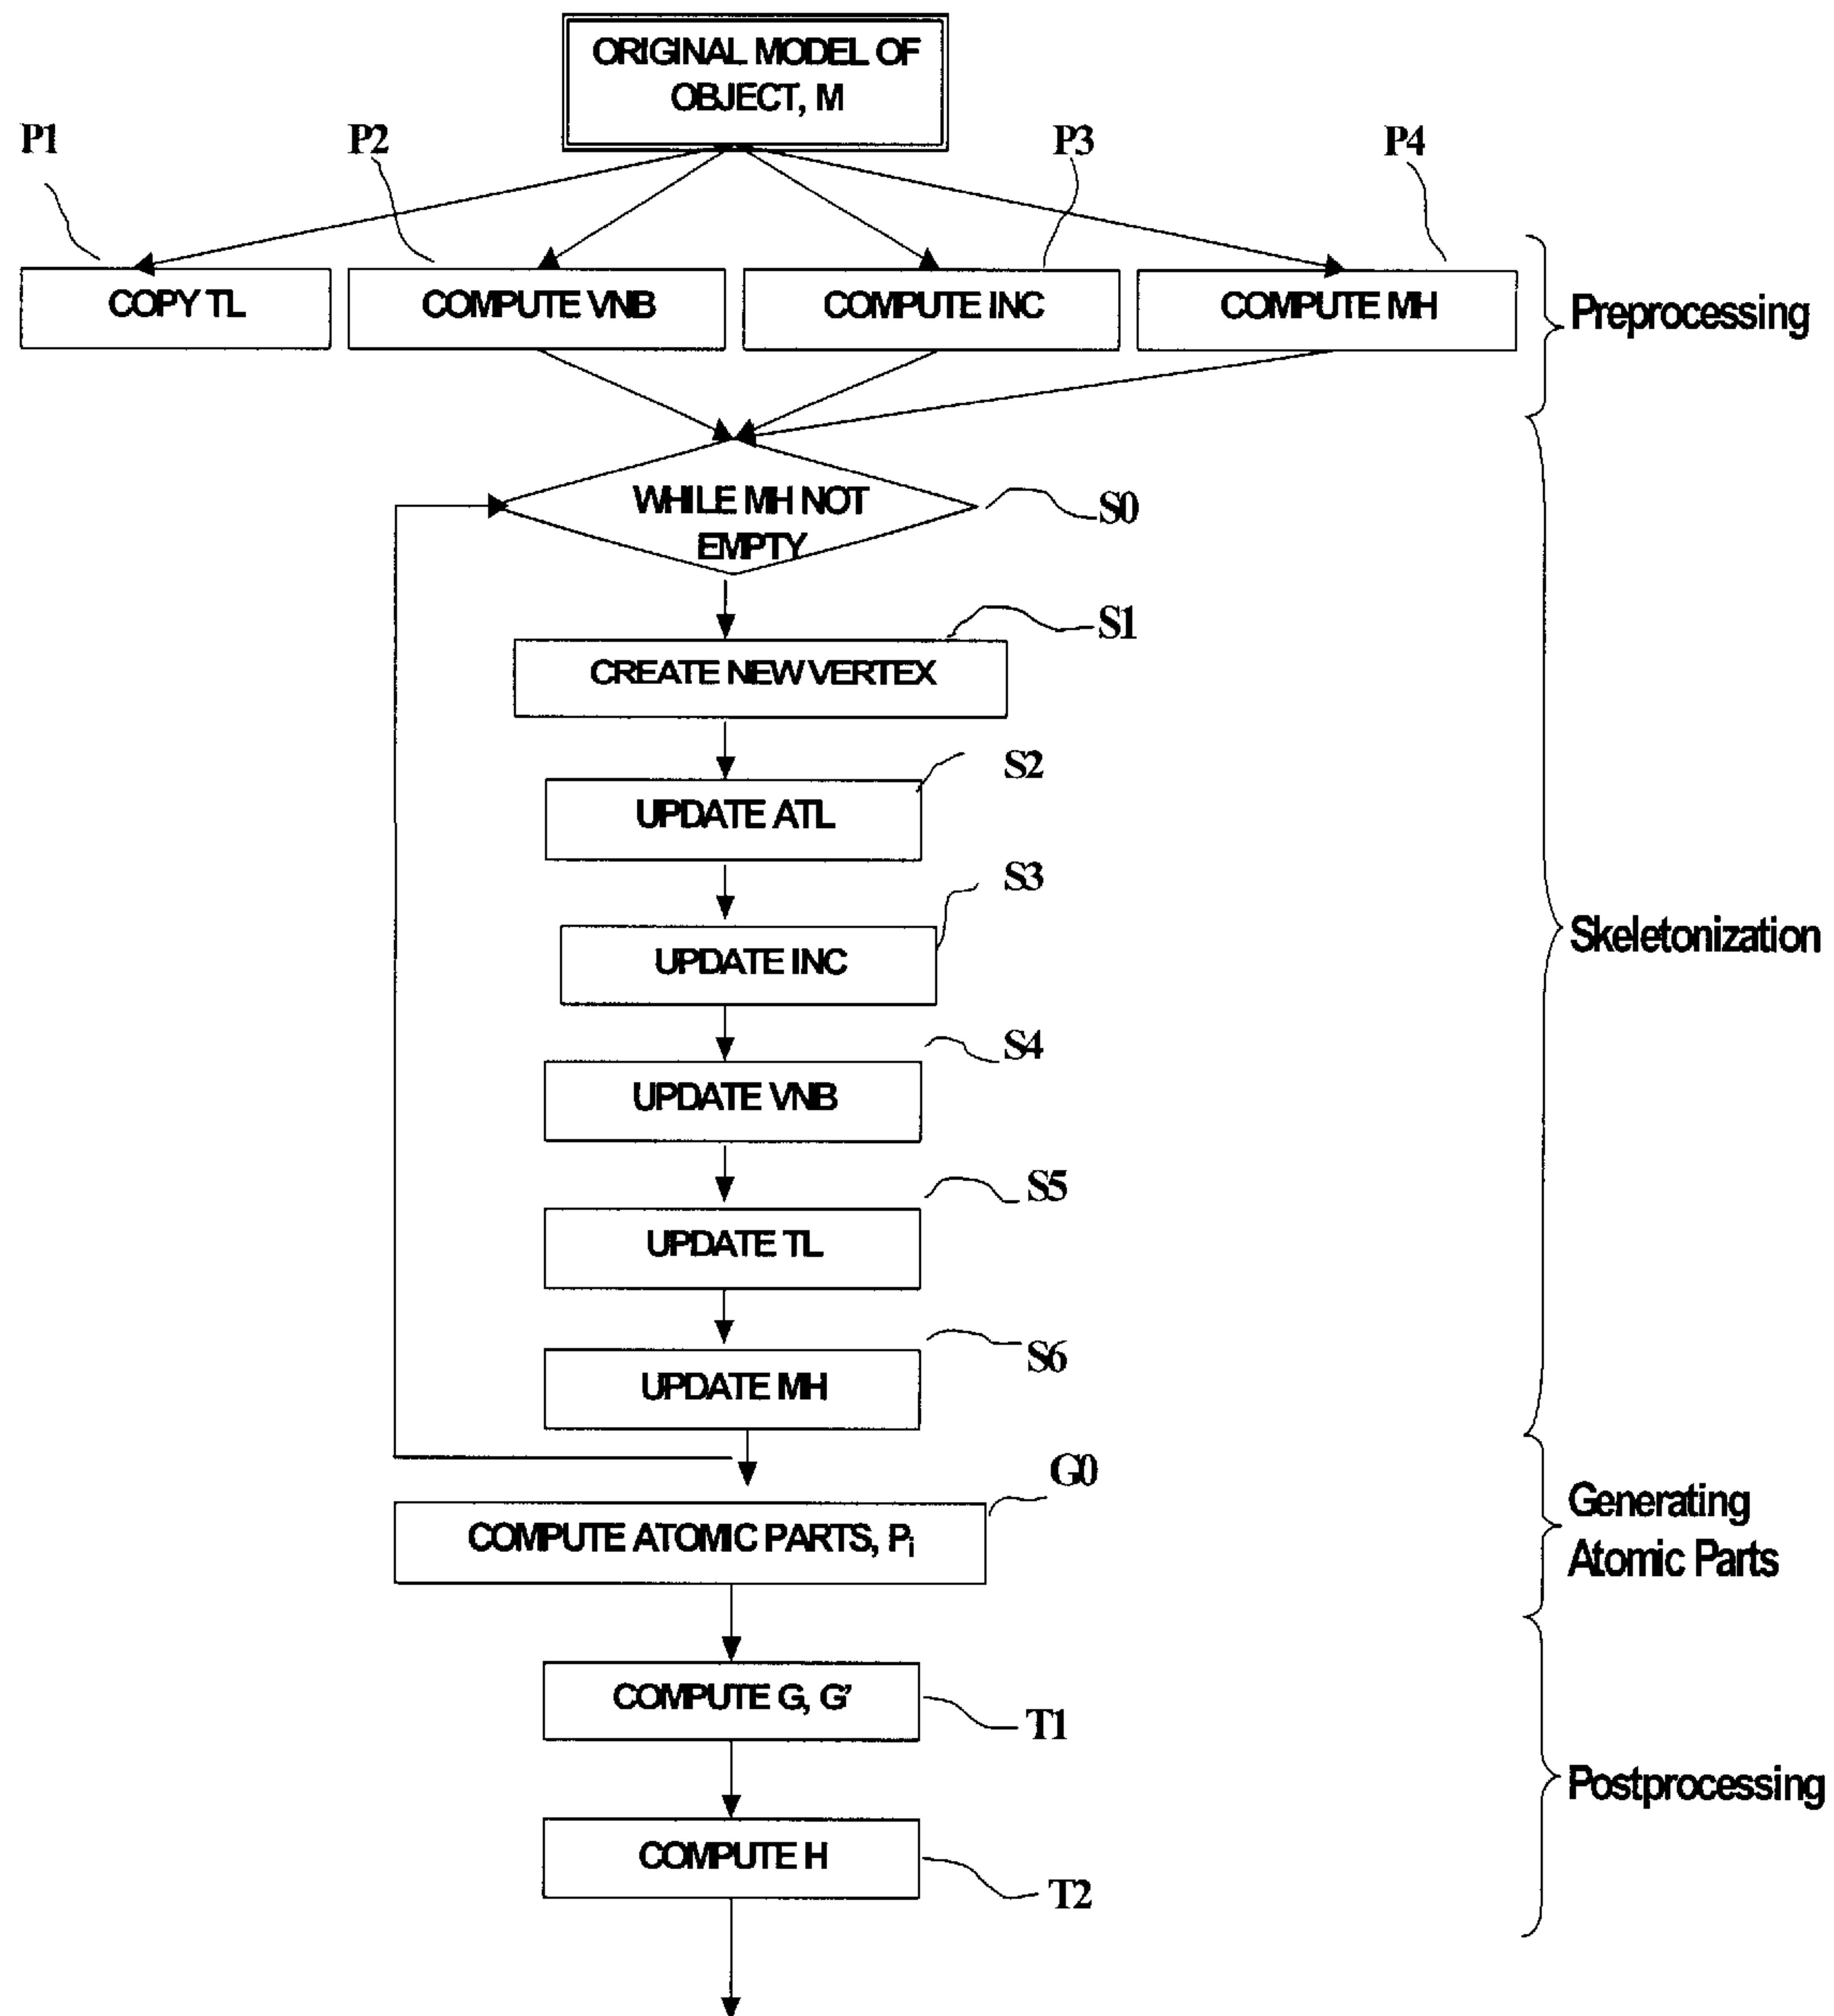 ORIGINAL MODEL OF
OBJECT, M
P1
P2
P3
P4
COPY TL
COMPUTE VNB
COMPUTE INC
COMPUTE MH
Preprocessing
WHILE MH NOT
EMPTY
S0
S1
CREATE NEW VERTEX
S2
UPDATE ATL
S3
UPDATE INC
Skeletonization
S4
UPDATE VNB
S5
UPDATE TL
S6
UPDATE MH
G0
COMPUTE ATOMIC PARTS, Pi
Generating
Atomic Parts
COMPUTE G, G’
T1
Postprocessing
COMPUTE H
T2